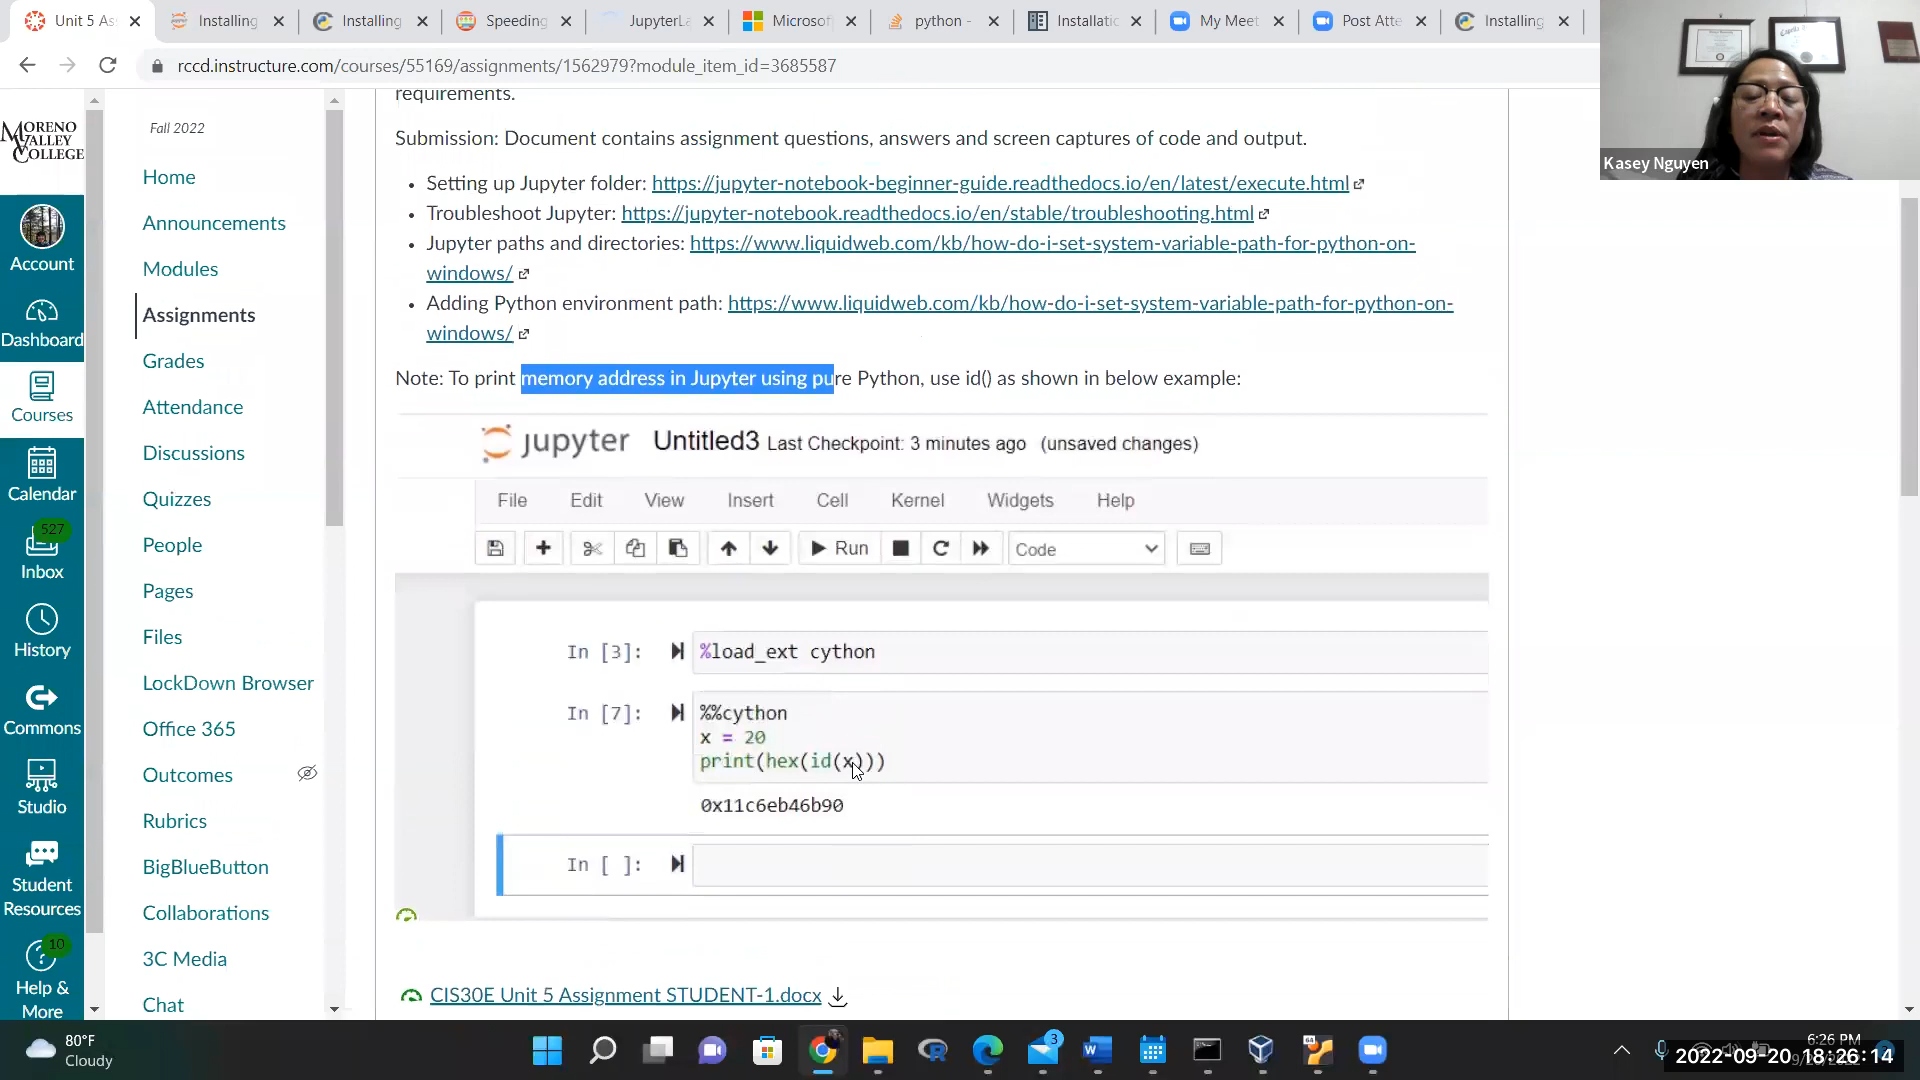 Unit 5 As
Installing
Installing
Speeding
JupyterLa
Microsof
python -
Installatio
My Meet
Post Atte
Installing
rccd.instructure.com/courses/55169/assignments/1562979?module_item_id=3685587
Kasey Nguyen
MORENO
VALLEY
COLLEGE
Account
Dashboard
Courses
Calendar
527
Inbox
History
Commons
Studio
Student
Resources
10
Help &
More
Fall 2022
Home
Announcements
Modules
Assignments
Grades
Attendance
Discussions
Quizzes
People
Pages
Files
LockDown Browser
Office 365
Outcomes
Rubrics
BigBlueButton
Collaborations
3C Media
Chat
requirements.
Submission: Document contains assignment questions, answers and screen captures of code and output.
• Setting up Jupyter folder: https://jupyter-notebook-beginner-guide.readthedocs.io/en/latest/execute.html
• Troubleshoot Jupyter: https://jupyter-notebook.readthedocs.io/en/stable/troubleshooting.html
• Jupyter paths and directories: https://www.liquidweb.com/kb/how-do-i-set-system-variable-path-for-python-on-
windows/
• Adding Python environment path: https://www.liquidweb.com/kb/how-do-i-set-system-variable-path-for-python-on-
windows/
Note: To print memory address in Jupyter using pure Python, use id() as shown in below example:
jupyter Untitled3 Last Checkpoint: 3 minutes ago (unsaved changes)
File Edit View Insert Cell Kernel Widgets Help
Run Code
In [3]: %load_ext cython
In [7]: %%cython
x = 20
print(hex(id(x)))
0x11c6eb46b90
In [ ]:
CIS30E Unit 5 Assignment STUDENT-1.docx
80°F
Cloudy
3
64
6:26 PM
2022-09-20 18:26:14